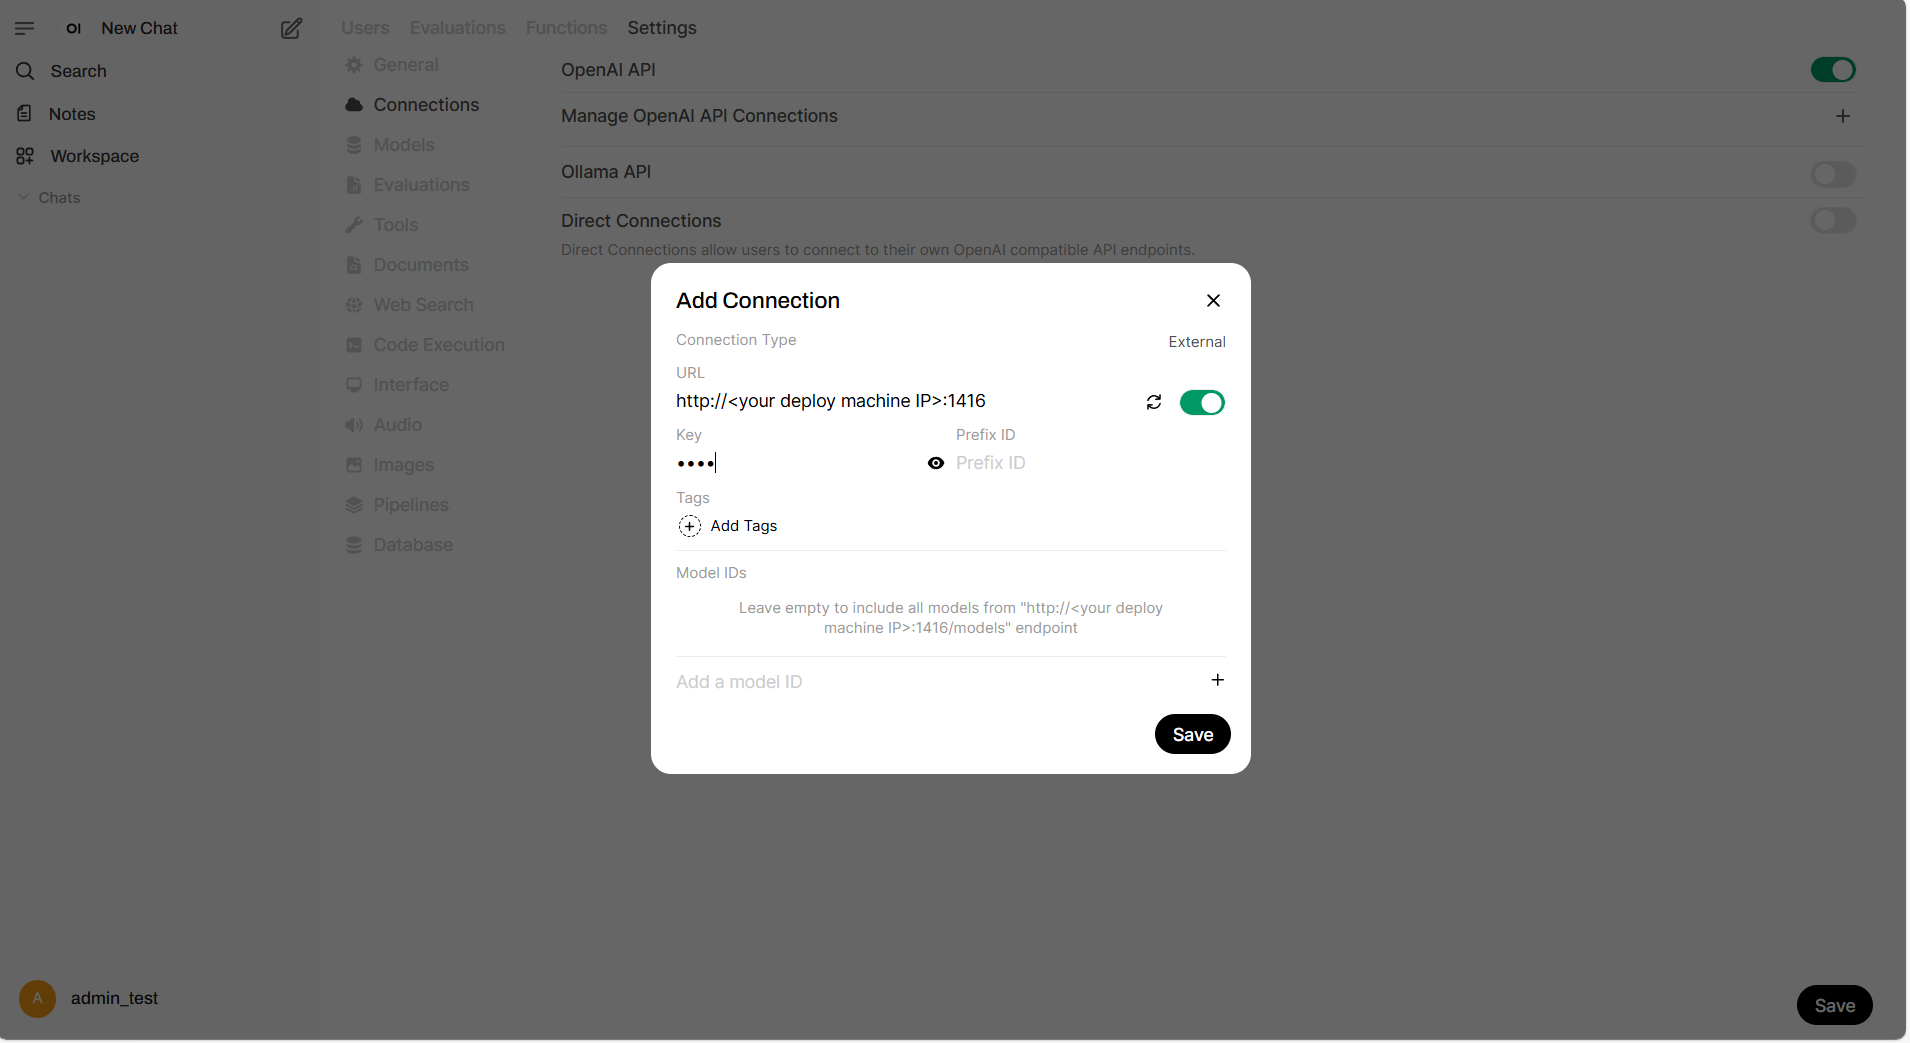 OI New Chat
Search
Notes
Workspace
Chats
A admin_test
Users Evaluations Functions Settings
General
Connections
Models
Evaluations
Tools
Documents
Web Search
Code Execution
Interface
Audio
Images
Pipelines
Database
OpenAI API
Manage OpenAI API Connections
Ollama API
Direct Connections
Direct Connections allow users to connect to their own OpenAI compatible API endpoints.
Add Connection
Connection Type External
URL
http://<your deploy machine IP>:1416
Key Prefix ID
•••• Prefix ID
Tags
Add Tags
Model IDs
Leave empty to include all models from "http://<your deploy
machine IP>:1416/models" endpoint
Add a model ID
Save
Save